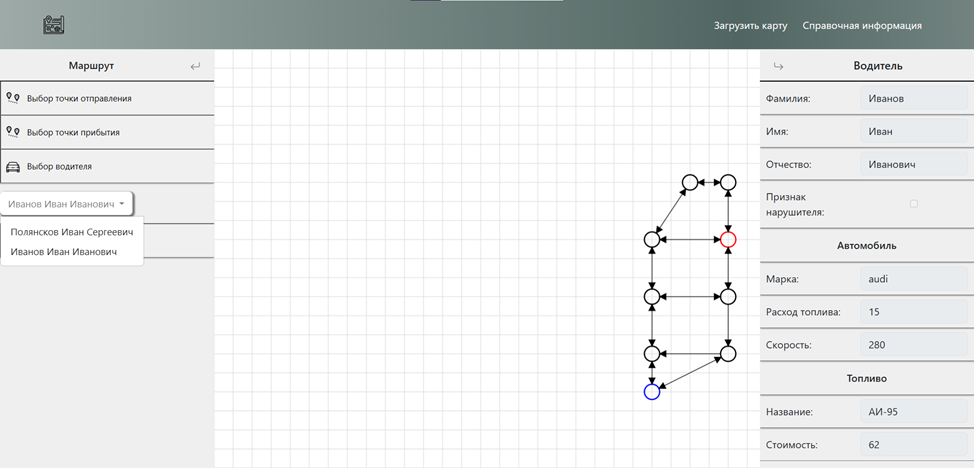 Загрузить карту
Справочная информация
Маршрут
Выбор точки отправления
Выбор точки прибытия
Выбор водителя
Иванов Иван Иванович
Полянсков Иван Сергеевич
Иванов Иван Иванович
Водитель
Фамилия: Иванов
Имя: Иван
Отчество: Иванович
Признак
нарушителя:
Автомобиль
Марка: audi
Расход топлива: 15
Скорость: 280
Топливо
Название: АИ-95
Стоимость: 62